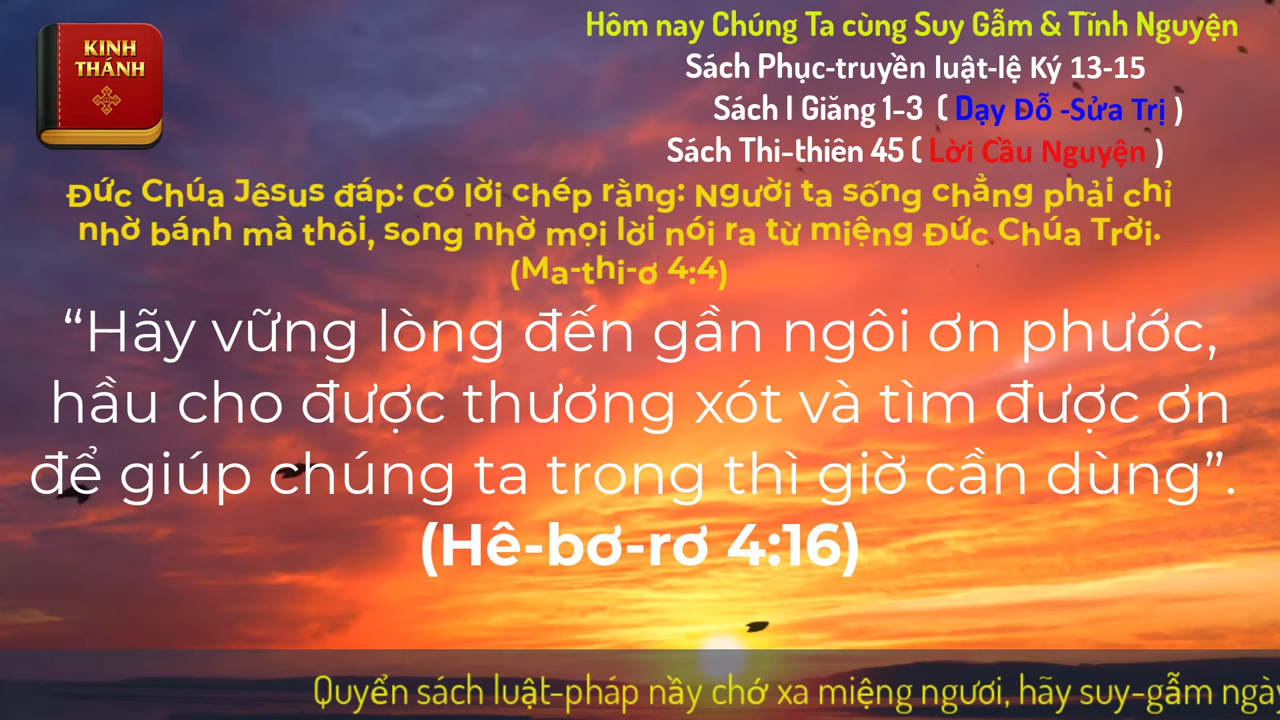 KINH
THÁNH
Hôm nay Chúng Ta cùng Suy Gẫm & Tĩnh Nguyện
Sách Phục-truyền luật-lệ Ký 13-15
Sách I Giăng 1-3 ( Dạy Đỗ -Sửa Trị )
Sách Thi-thiên 45 ( Lời Cầu Nguyện )
Đức Chúa Jêsus đáp: Có lời chép rằng: Người ta sống chẳng phải chỉ
nhờ bánh mà thôi, song nhờ mọi lời nói ra từ miệng Đức Chúa Trời.
(Ma-thi-ơ 4:4)
“Hãy vững lòng đến gần ngôi ơn phước,
hầu cho được thương xót và tìm được ơn
để giúp chúng ta trong thì giờ cần dùng”.
(Hê-bơ-rơ 4:16)
Quyển sách luật-pháp nầy chớ xa miệng ngươi, hãy suy-gẫm ngày